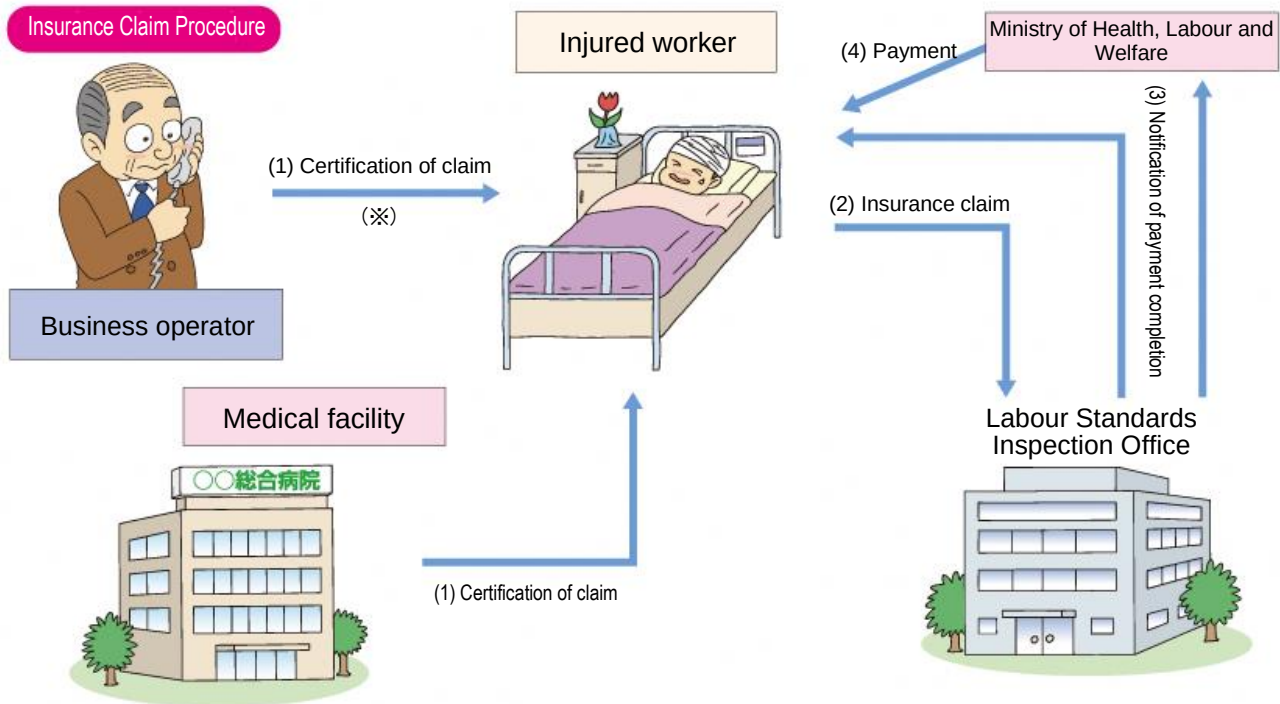 Insurance Claim Procedure
Injured worker
(4) Payment
Ministry of Health, Labour and
Welfare
(1) Certification of claim
(※)
(2) Insurance claim
(3) Notification of payment completion
Business operator
Medical facility
○○総合病院
(1) Certification of claim
Labour Standards
Inspection Office